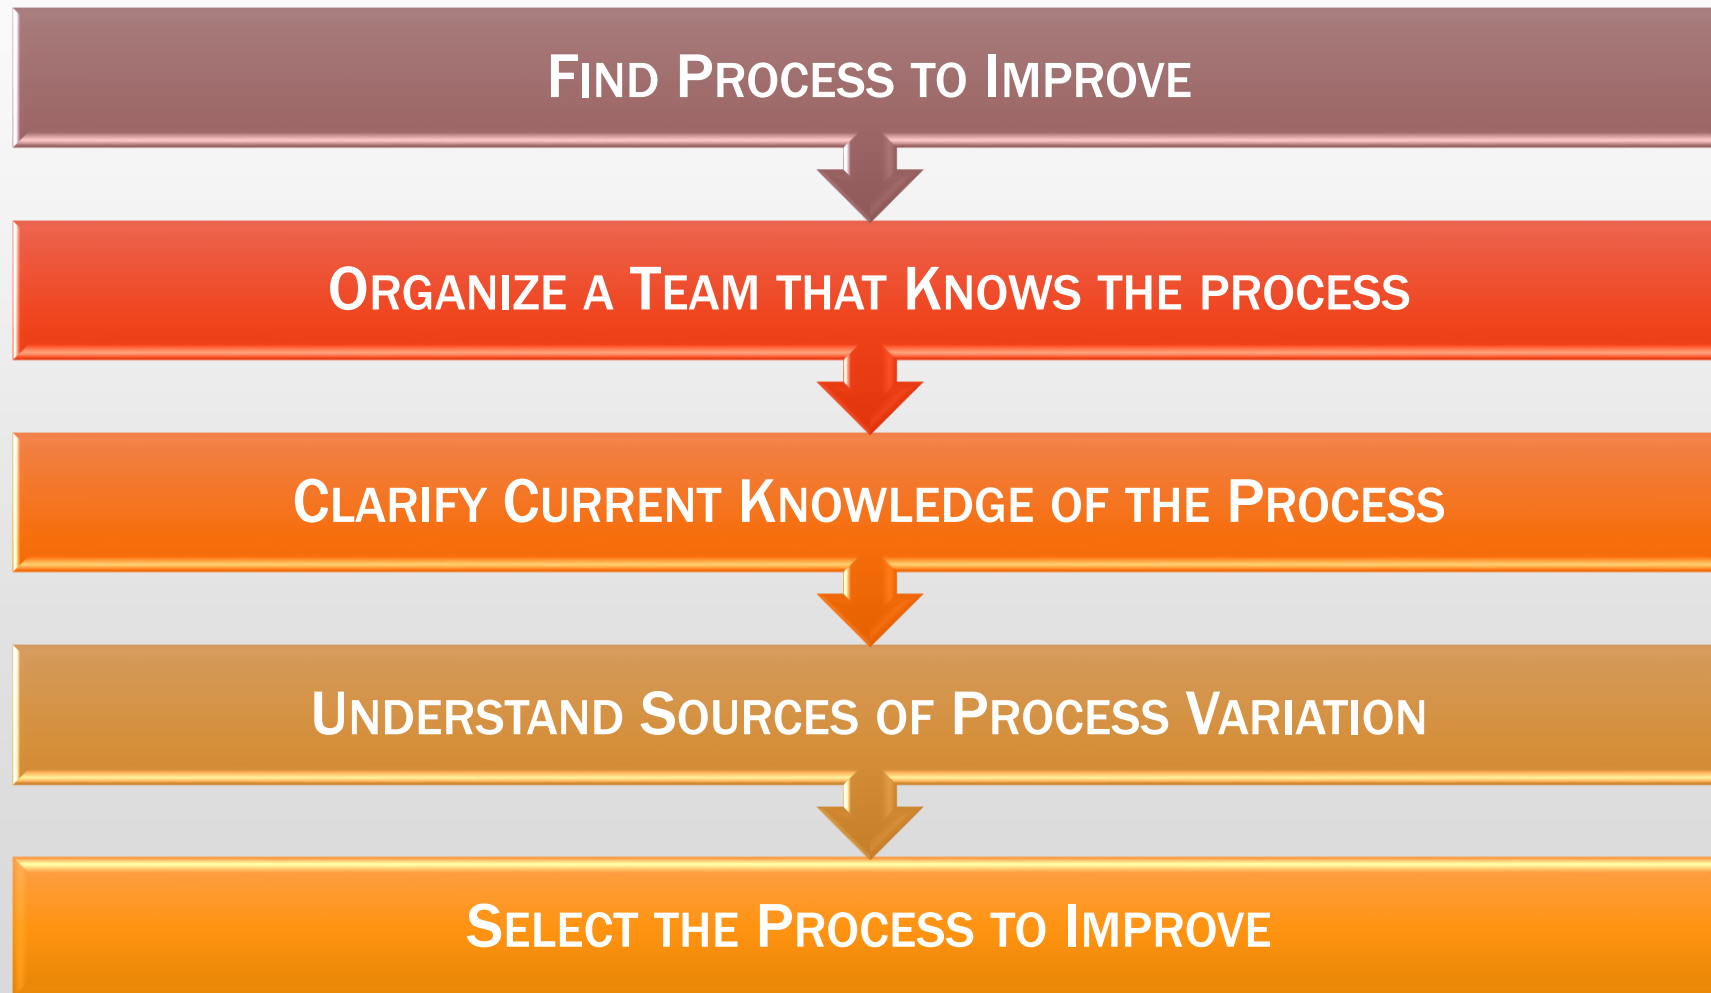 Find Process to Improve
Organize a Team that Knows the process
Clarify Current Knowledge of the Process
Understand Sources of Process Variation
Select the Process to Improve